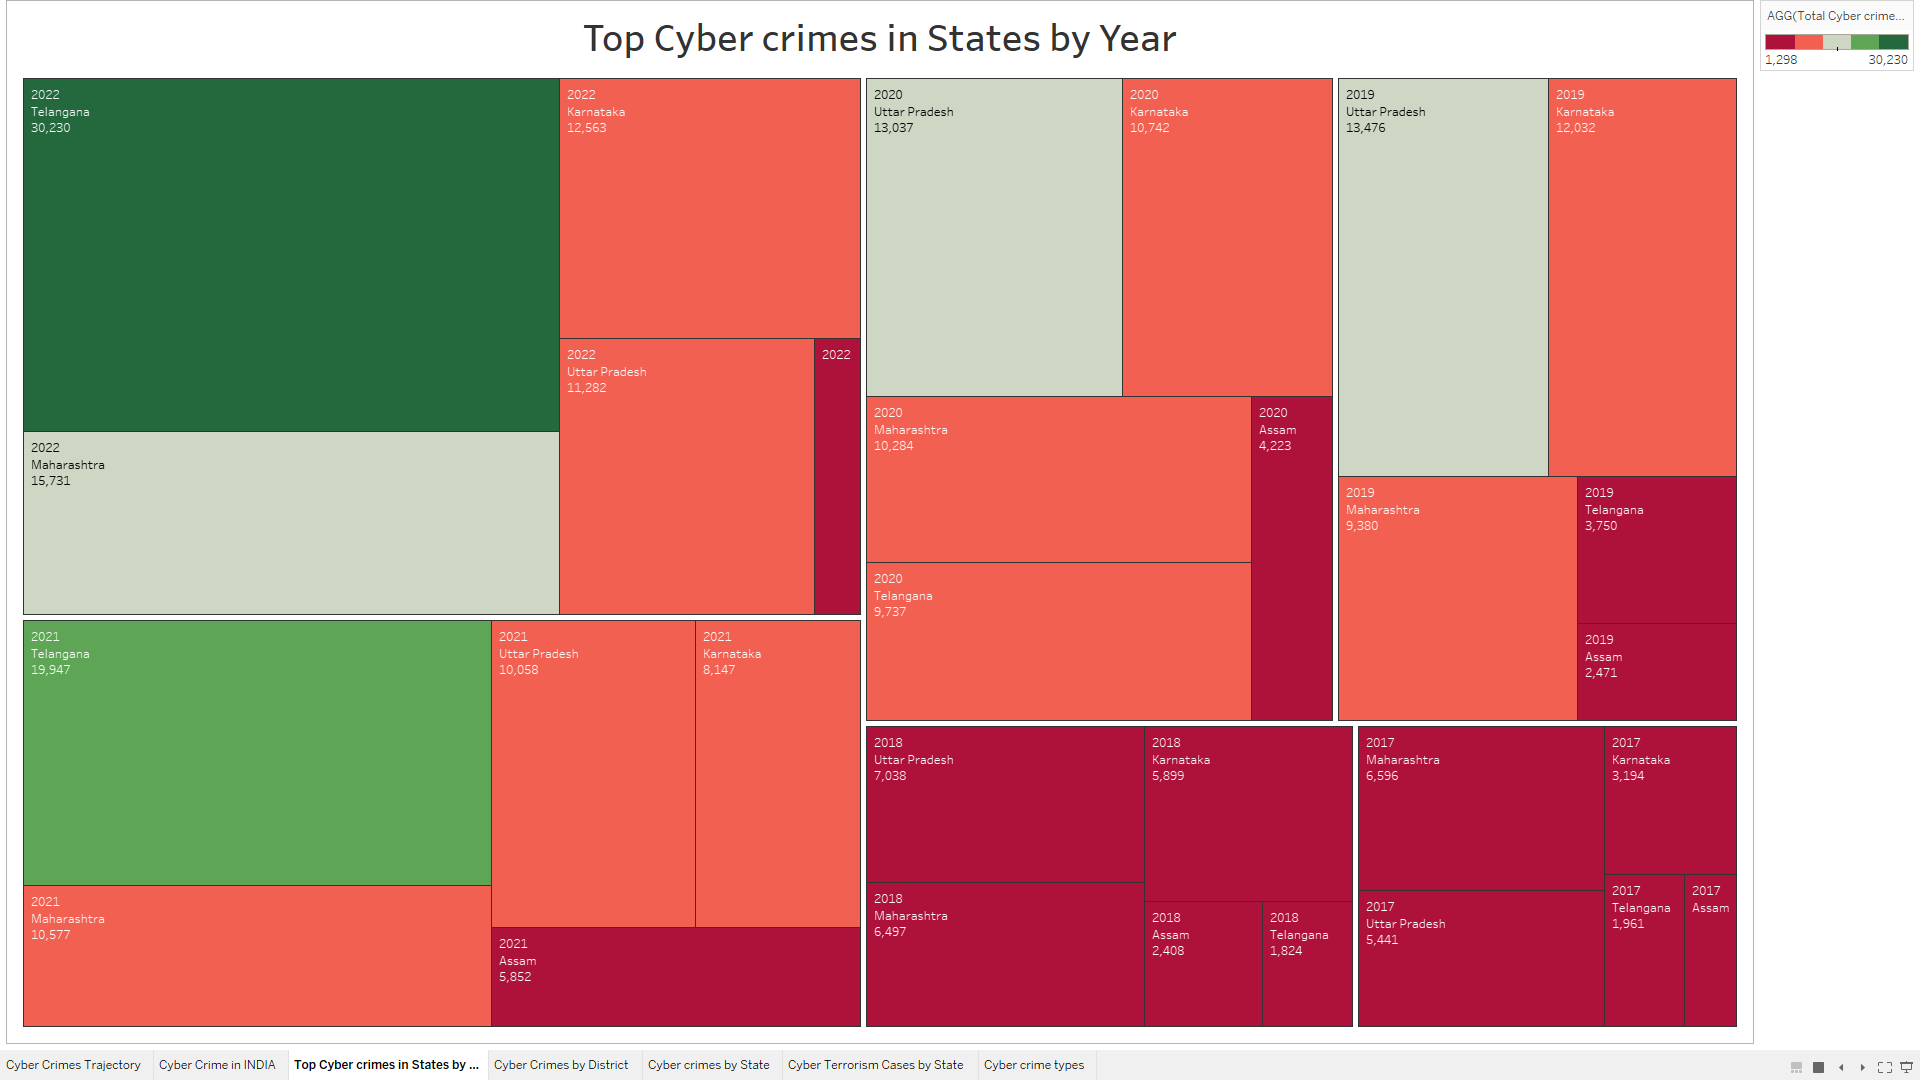 Top Cyber crimes in States by Year
AGG(Total Cyber crime...
1,298
30,230
2022
Telangana
30,230
2022
Karnataka
12,563
2022
Maharashtra
15,731
2022
Uttar Pradesh
11,282
2022
2021
Telangana
19,947
2021
Maharashtra
10,577
2021
Uttar Pradesh
10,058
2021
Karnataka
8,147
2021
Assam
5,852
2020
Uttar Pradesh
13,037
2020
Karnataka
10,742
2020
Maharashtra
10,284
2020
Telangana
9,737
2020
Assam
4,223
2019
Uttar Pradesh
13,476
2019
Karnataka
12,032
2019
Maharashtra
9,380
2019
Telangana
3,750
2019
Assam
2,471
2018
Uttar Pradesh
7,038
2018
Maharashtra
6,497
2018
Karnataka
5,899
2018
Assam
2,408
2018
Telangana
1,824
2017
Maharashtra
6,596
2017
Uttar Pradesh
5,441
2017
Karnataka
3,194
2017
Telangana
1,961
2017
Assam
Cyber Crimes Trajectory
Cyber Crime in INDIA
Top Cyber crimes in States by ...
Cyber Crimes by District
Cyber crimes by State
Cyber Terrorism Cases by State
Cyber crime types